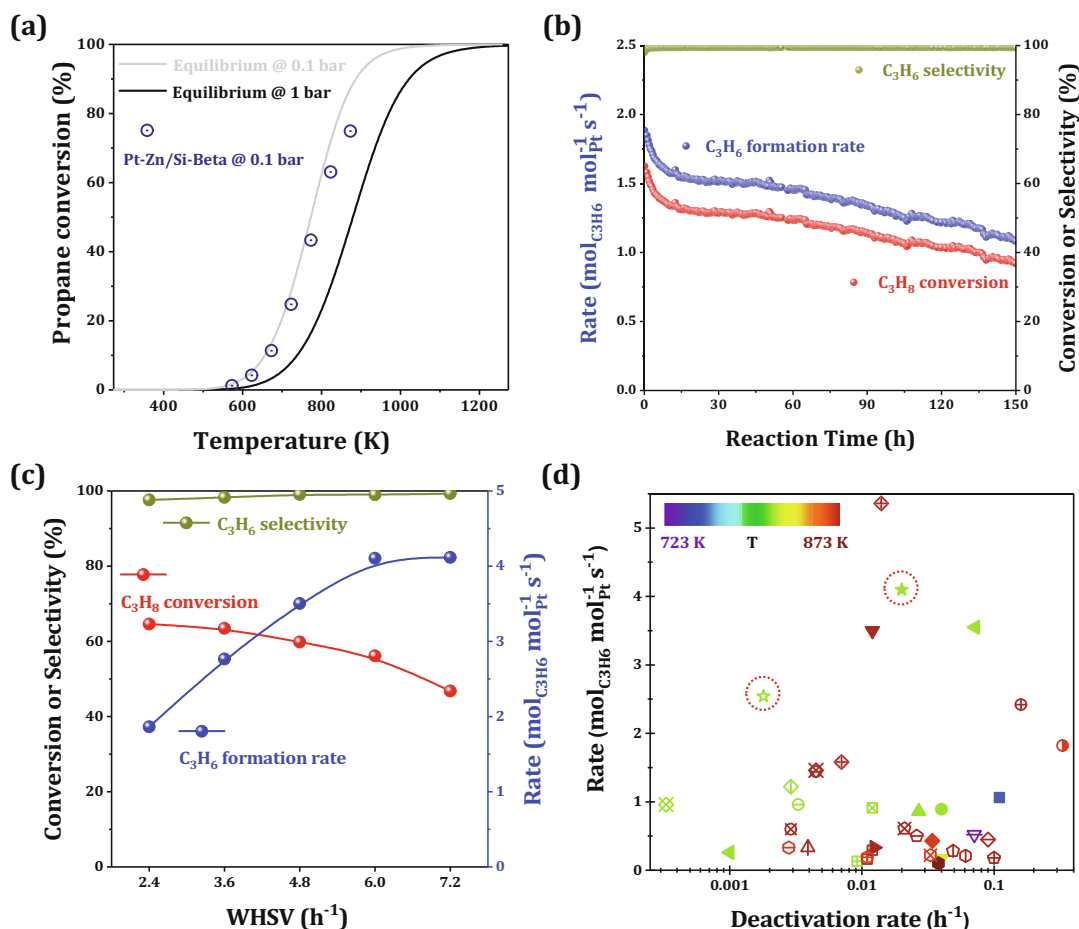 (a)
Propane conversion (%)
100
80
60
40
20
0
Equilibrium @ 0.1 bar
Equilibrium @ 1 bar
Pt-Zn/Si-Beta @ 0.1 bar
400 600 800 1000 1200
Temperature (K)
(b)
Rate (mol_C3H6 mol_Pt^-1 s^-1)
2.5
2.0
1.5
1.0
0.5
0.0
C₃H₆ selectivity
C₃H₆ formation rate
C₃H₈ conversion
100
80
60
40
20
0
Conversion or Selectivity (%)
0 30 60 90 120 150
Reaction Time (h)
(c)
Conversion or Selectivity (%)
100
80
60
40
20
0
C₃H₆ selectivity
C₃H₈ conversion
C₃H₆ formation rate
5
4
3
2
1
0
Rate (mol_C3H6 mol_Pt^-1 s^-1)
2.4 3.6 4.8 6.0 7.2
WHSV (h⁻¹)
(d)
Rate (mol_C3H6 mol_Pt^-1 s^-1)
5
4
3
2
1
0
723 K T 873 K
0.001 0.01 0.1
Deactivation rate (h⁻¹)